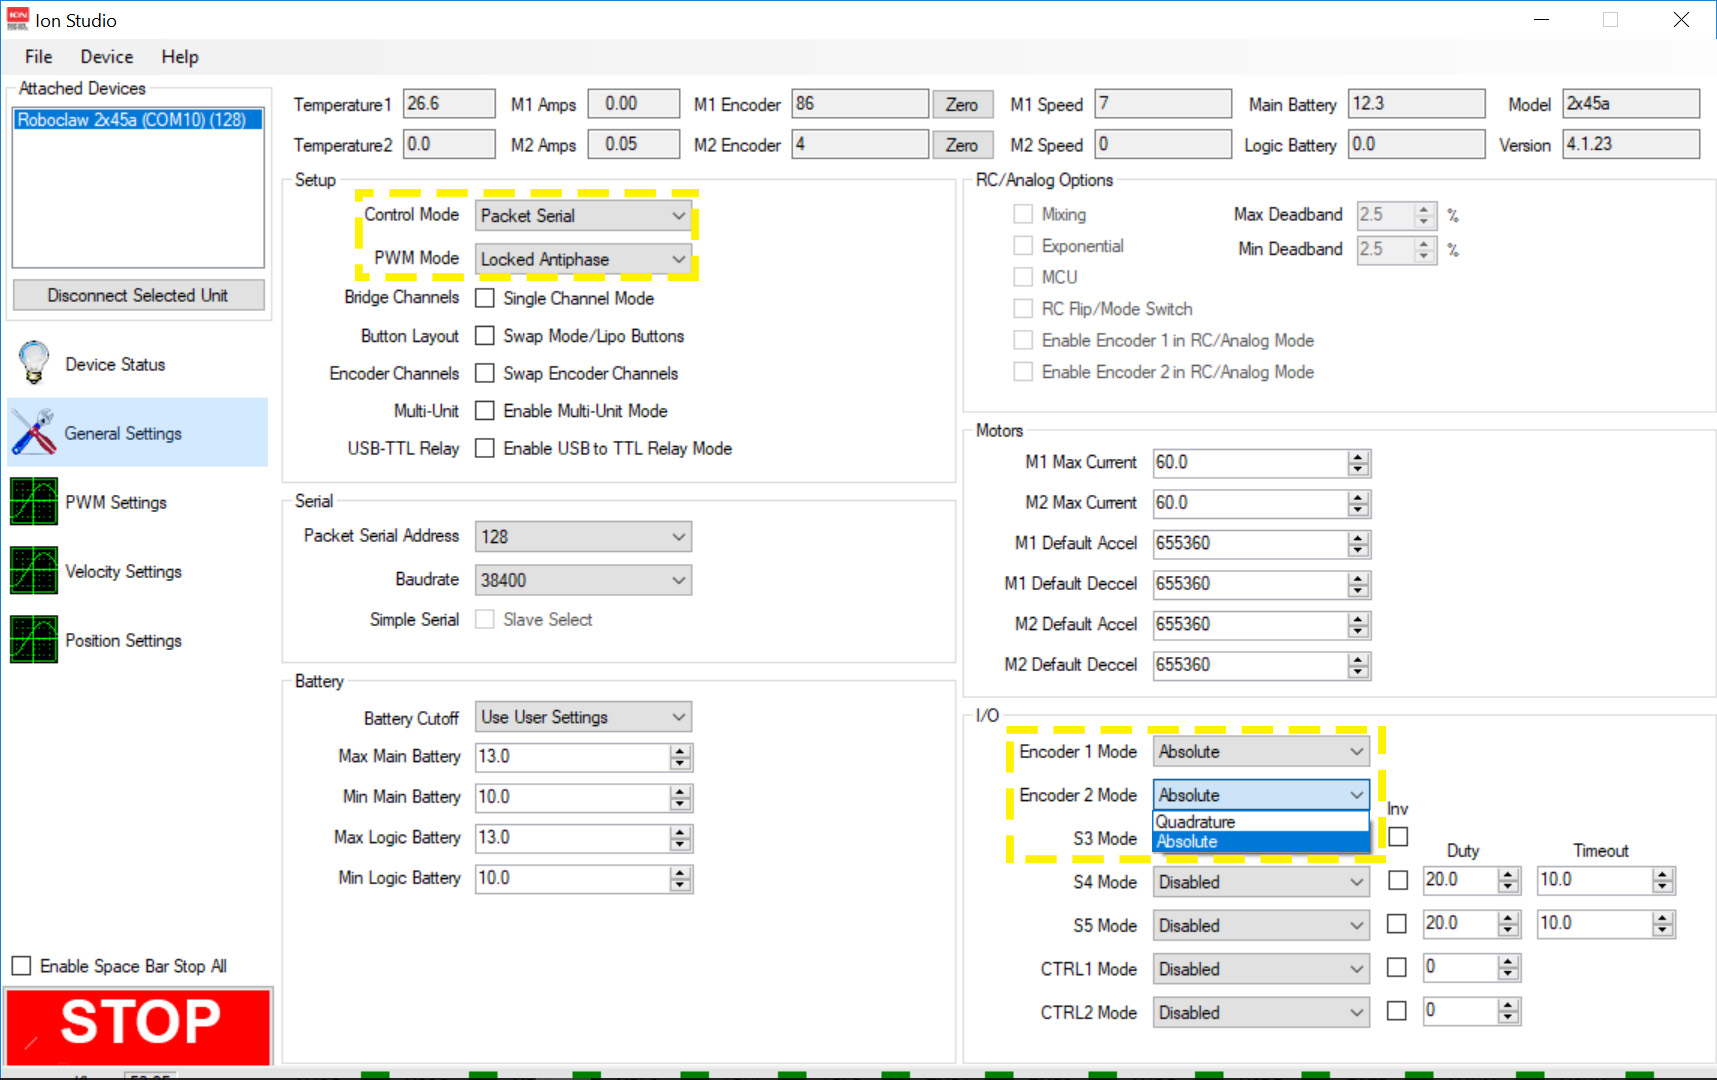 ION
Ion Studio
File Device Help
Attached Devices
Roboclaw 2x45a (COM10) (128)
Disconnect Selected Unit
Temperature1 26.6 M1 Amps 0.00 M1 Encoder 86 Zero M1 Speed 7 Main Battery 12.3 Model 2x45a
Temperature2 0.0 M2 Amps 0.05 M2 Encoder 4 Zero M2 Speed 0 Logic Battery 0.0 Version 4.1.23
Device Status
General Settings
PWM Settings
Velocity Settings
Position Settings
Enable Space Bar Stop All
STOP
Setup
Control Mode Packet Serial
PWM Mode Locked Antiphase
Bridge Channels Single Channel Mode
Button Layout Swap Mode/Lipo Buttons
Encoder Channels Swap Encoder Channels
Multi-Unit Enable Multi-Unit Mode
USB-TTL Relay Enable USB to TTL Relay Mode
Serial
Packet Serial Address 128
Baudrate 38400
Simple Serial Slave Select
Battery
Battery Cutoff Use User Settings
Max Main Battery 13.0
Min Main Battery 10.0
Max Logic Battery 13.0
Min Logic Battery 10.0
RC/Analog Options
Mixing Max Deadband 2.5 %
Exponential Min Deadband 2.5 %
MCU
RC Flip/Mode Switch
Enable Encoder 1 in RC/Analog Mode
Enable Encoder 2 in RC/Analog Mode
Motors
M1 Max Current 60.0
M2 Max Current 60.0
M1 Default Accel 655360
M1 Default Deccel 655360
M2 Default Accel 655360
M2 Default Deccel 655360
I/O
Encoder 1 Mode Absolute
Encoder 2 Mode Absolute
Inv
Quadrature
S3 Mode Absolute
Duty Timeout
S4 Mode Disabled 20.0 10.0
S5 Mode Disabled 20.0 10.0
CTRL1 Mode Disabled 0
CTRL2 Mode Disabled 0